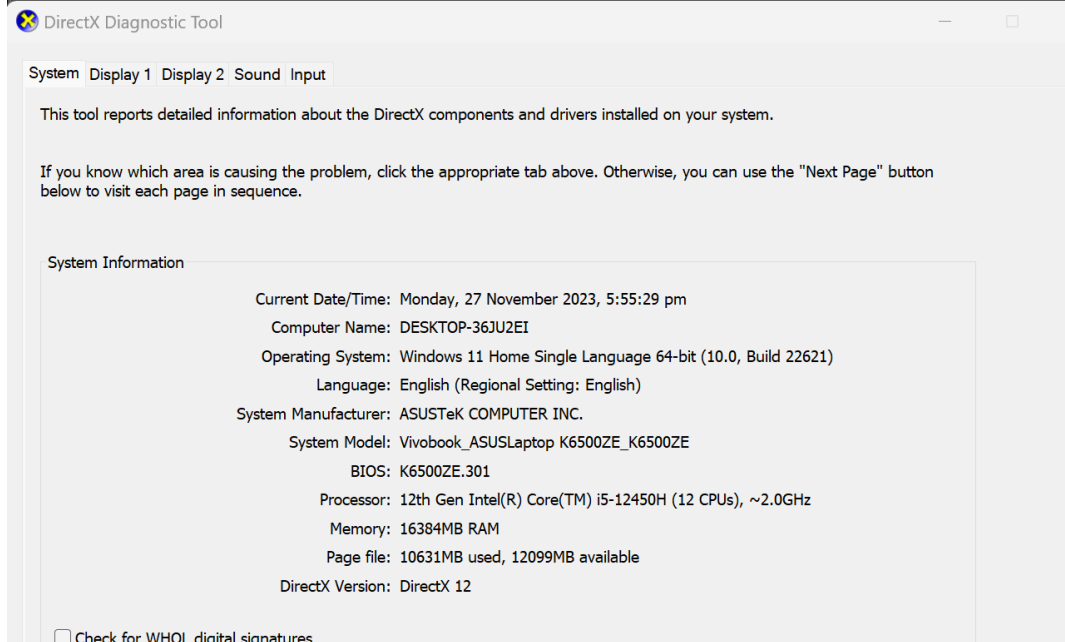 DirectX Diagnostic Tool
System Display 1 Display 2 Sound Input
This tool reports detailed information about the DirectX components and drivers installed on your system.
If you know which area is causing the problem, click the appropriate tab above. Otherwise, you can use the "Next Page" button
below to visit each page in sequence.
System Information
Current Date/Time: Monday, 27 November 2023, 5:55:29 pm
Computer Name: DESKTOP-36JU2EI
Operating System: Windows 11 Home Single Language 64-bit (10.0, Build 22621)
Language: English (Regional Setting: English)
System Manufacturer: ASUSTeK COMPUTER INC.
System Model: Vivobook_ASUSLaptop K6500ZE_K6500ZE
BIOS: K6500ZE.301
Processor: 12th Gen Intel(R) Core(TM) i5-12450H (12 CPUs), ~2.0GHz
Memory: 16384MB RAM
Page file: 10631MB used, 12099MB available
DirectX Version: DirectX 12
Check for WHQL digital signatures